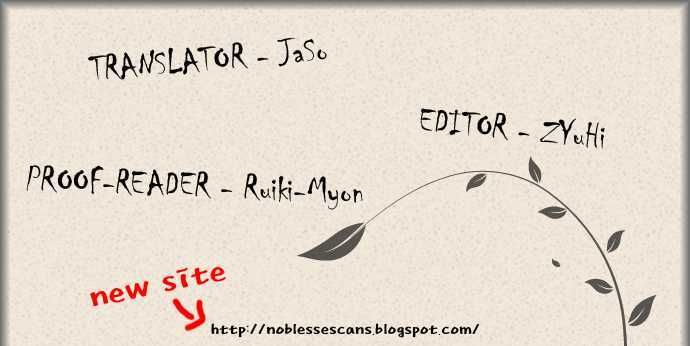 TRANSLATOR - JaSo
EDITOR - ZYuHi
PROOF-READER - Ruiki-Myon
new site
http://noblessescans.blogspot.com/